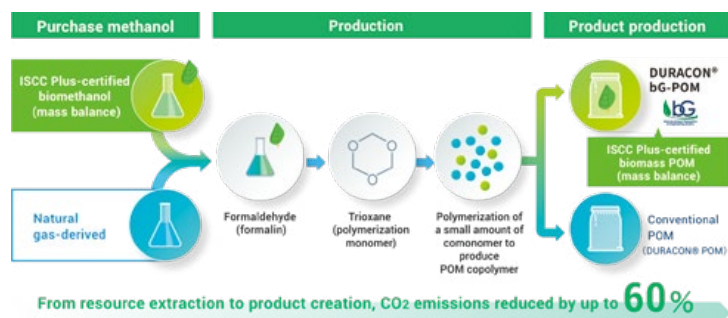 Purchase methanol
Production
Product production
ISCC Plus-certified
biomethanol
(mass balance)
Natural
gas-derived
Formaldehyde
(formalin)
O
O
O
Trioxane
(polymerization
monomer)
Polymerization of
a small amount of
comonomer to
produce
POM copolymer
DURACON®
bG-POM
bG
ISCC Plus-certified
biomass POM
(mass balance)
Conventional
POM
(DURACON® POM)
From resource extraction to product creation, CO2 emissions reduced by up to 60%